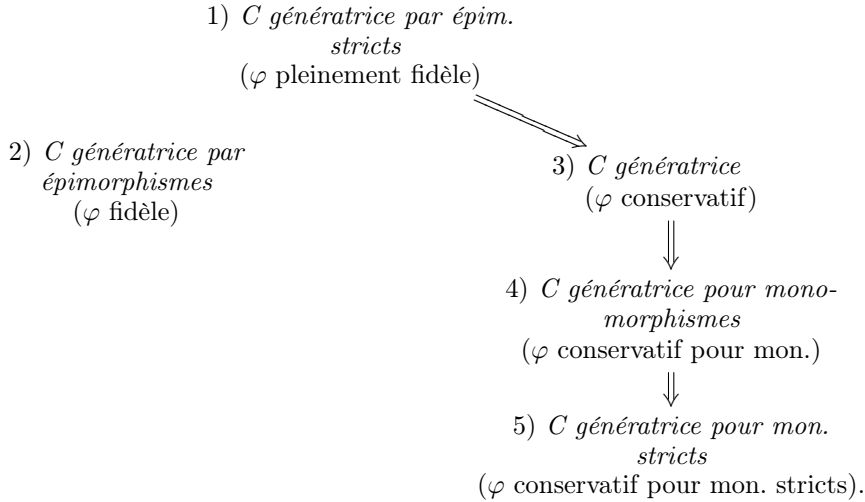 1) C génératrice par épim.
stricts
(φ pleinement fidèle)
2) C génératrice par
épimorphismes
(φ fidèle)
3) C génératrice
(φ conservatif)
4) C génératrice pour mono-
morphismes
(φ conservatif pour mon.)
5) C génératrice pour mon.
stricts
(φ conservatif pour mon. stricts).